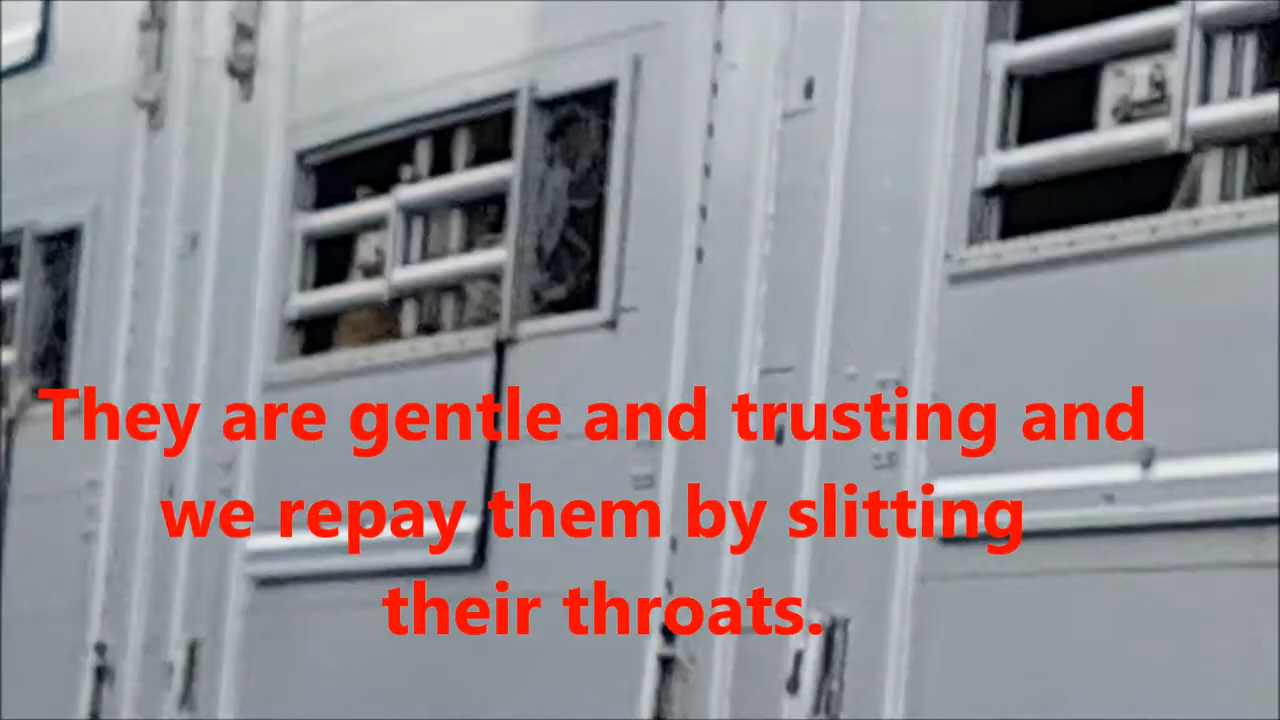 They are gentle and trusting and
we repay them by slitting
their throats.